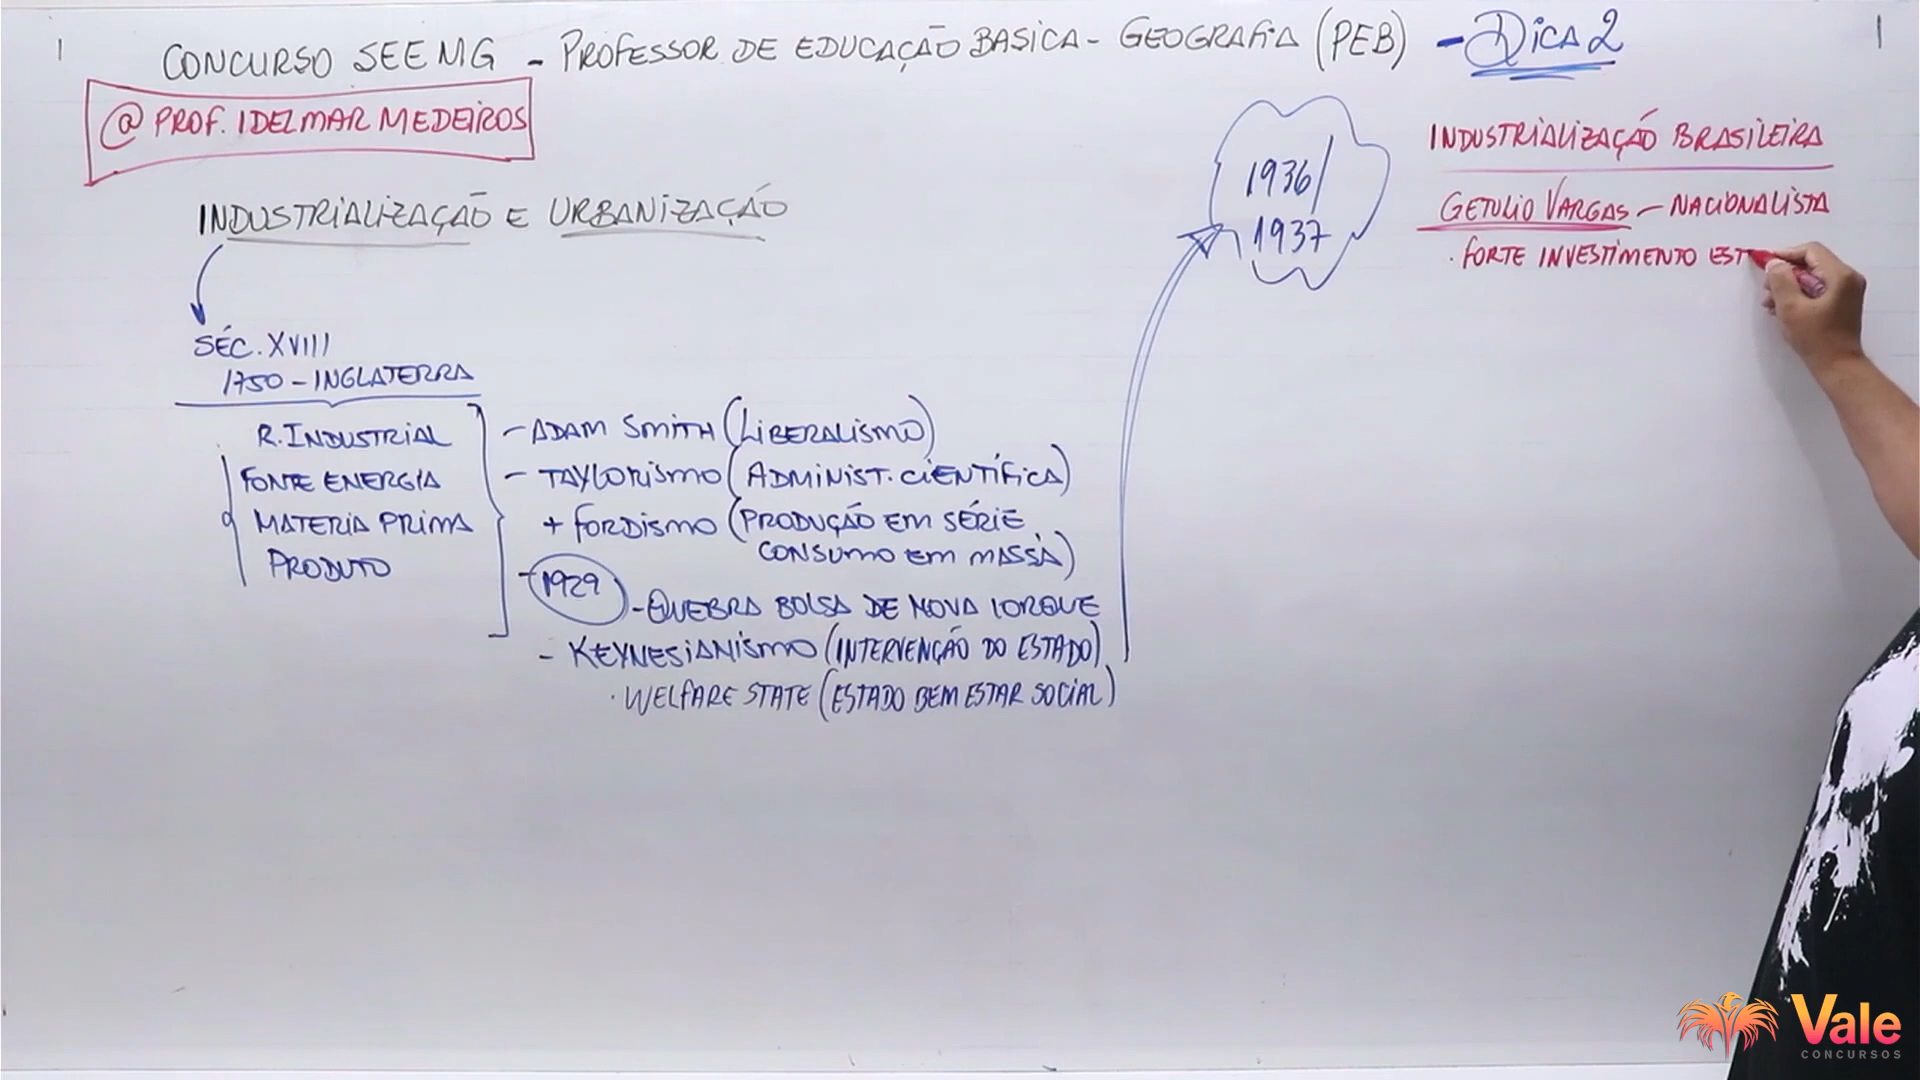 CONCURSO SEE MG - PROFESSOR DE EDUCAÇÃO BASICA - GEOGRAFIA (PEB) - DICA 2
@ PROF. IDELMAR MEDEIROS
INDUSTRIALIZAÇÃO E URBANIZAÇÃO
SÉC. XVIII
1750 - INGLATERRA
R. INDUSTRIAL
FONTE ENERGIA
MATERIA PRIMA
PRODUTO
- ADAM SMITH (LIBERALISMO)
- TAYLORISMO (ADMINIST. CIENTÍFICA)
+ FORDISMO (PRODUÇÃO EM SÉRIE,
CONSUMO EM MASSA)
- 1929
- QUEBRA BOLSA DE NOVA IORQUE
- KEYNESIANISMO (INTERVENÇÃO DO ESTADO)
. WELFARE STATE (ESTADO BEM ESTAR SOCIAL)
1936/
1937
INDUSTRIALIZAÇÃO BRASILEIRA
GETULIO VARGAS - NACIONALISTA
. FORTE INVESTIMENTO EST
Vale
CONCURSOS